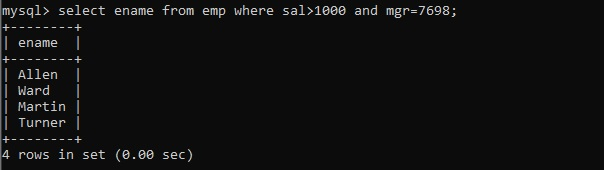 mysql> select ename from emp where sal>1000 and mgr=7698;
+--------+
| ename  |
+--------+
| Allen  |
| Ward   |
| Martin |
| Turner |
+--------+
4 rows in set (0.00 sec)